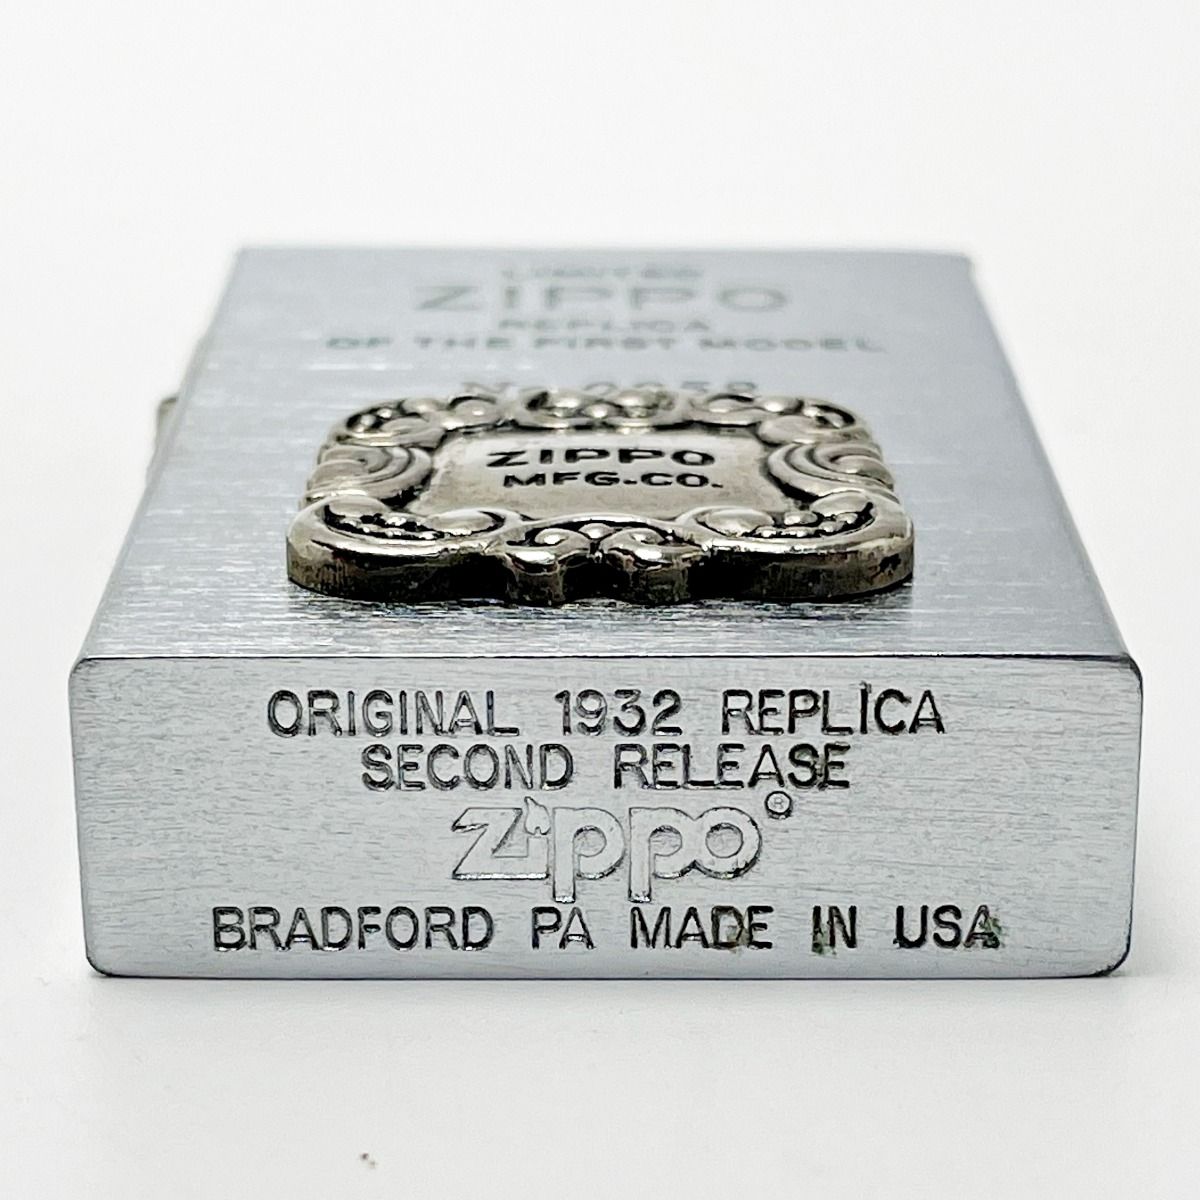 LIMITED
ZIPPO
REPLICA
OF THE FIRST MODEL
ZIPPO
MFG.CO.
ORIGINAL 1932 REPLICA
SECOND RELEASE
Zippo®
BRADFORD PA MADE IN USA